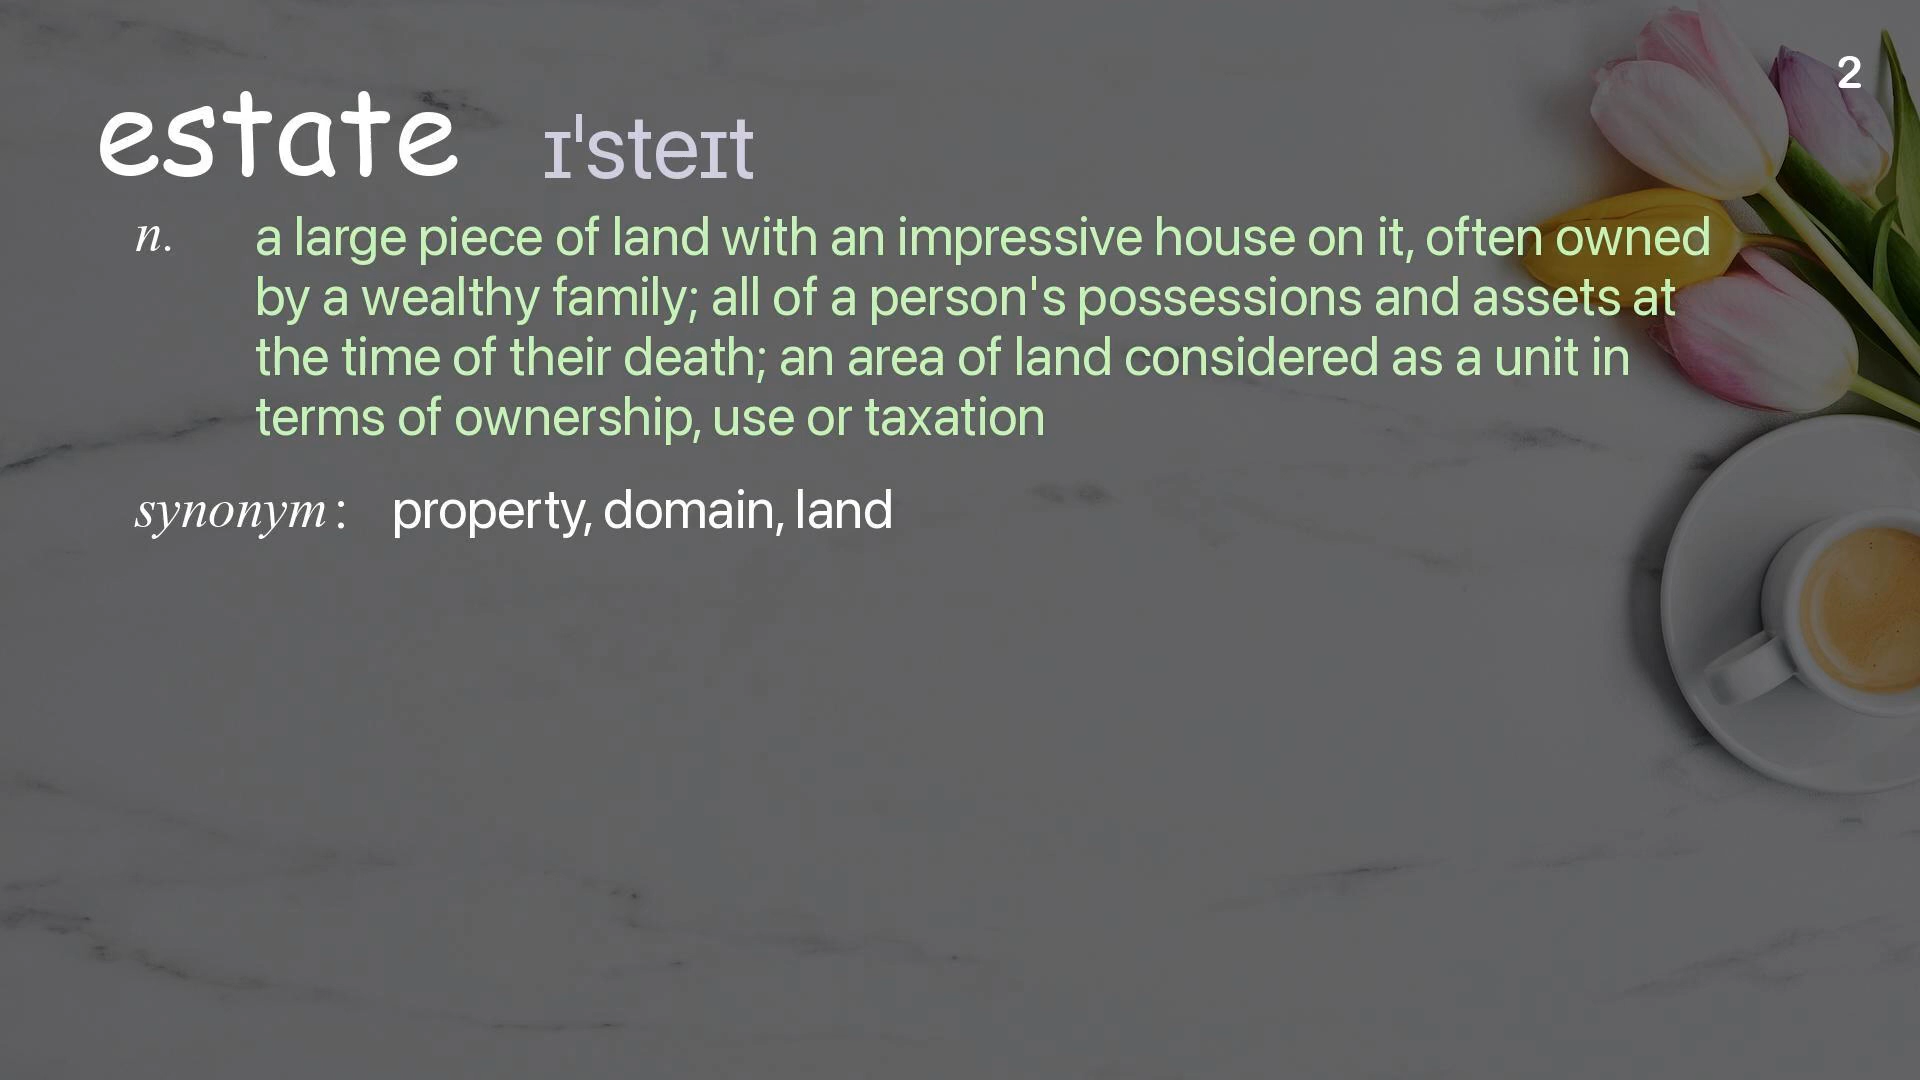 2
estate ɪˈsteɪt
n. a large piece of land with an impressive house on it, often owned
by a wealthy family; all of a person's possessions and assets at
the time of their death; an area of land considered as a unit in
terms of ownership, use or taxation
synonym : property, domain, land